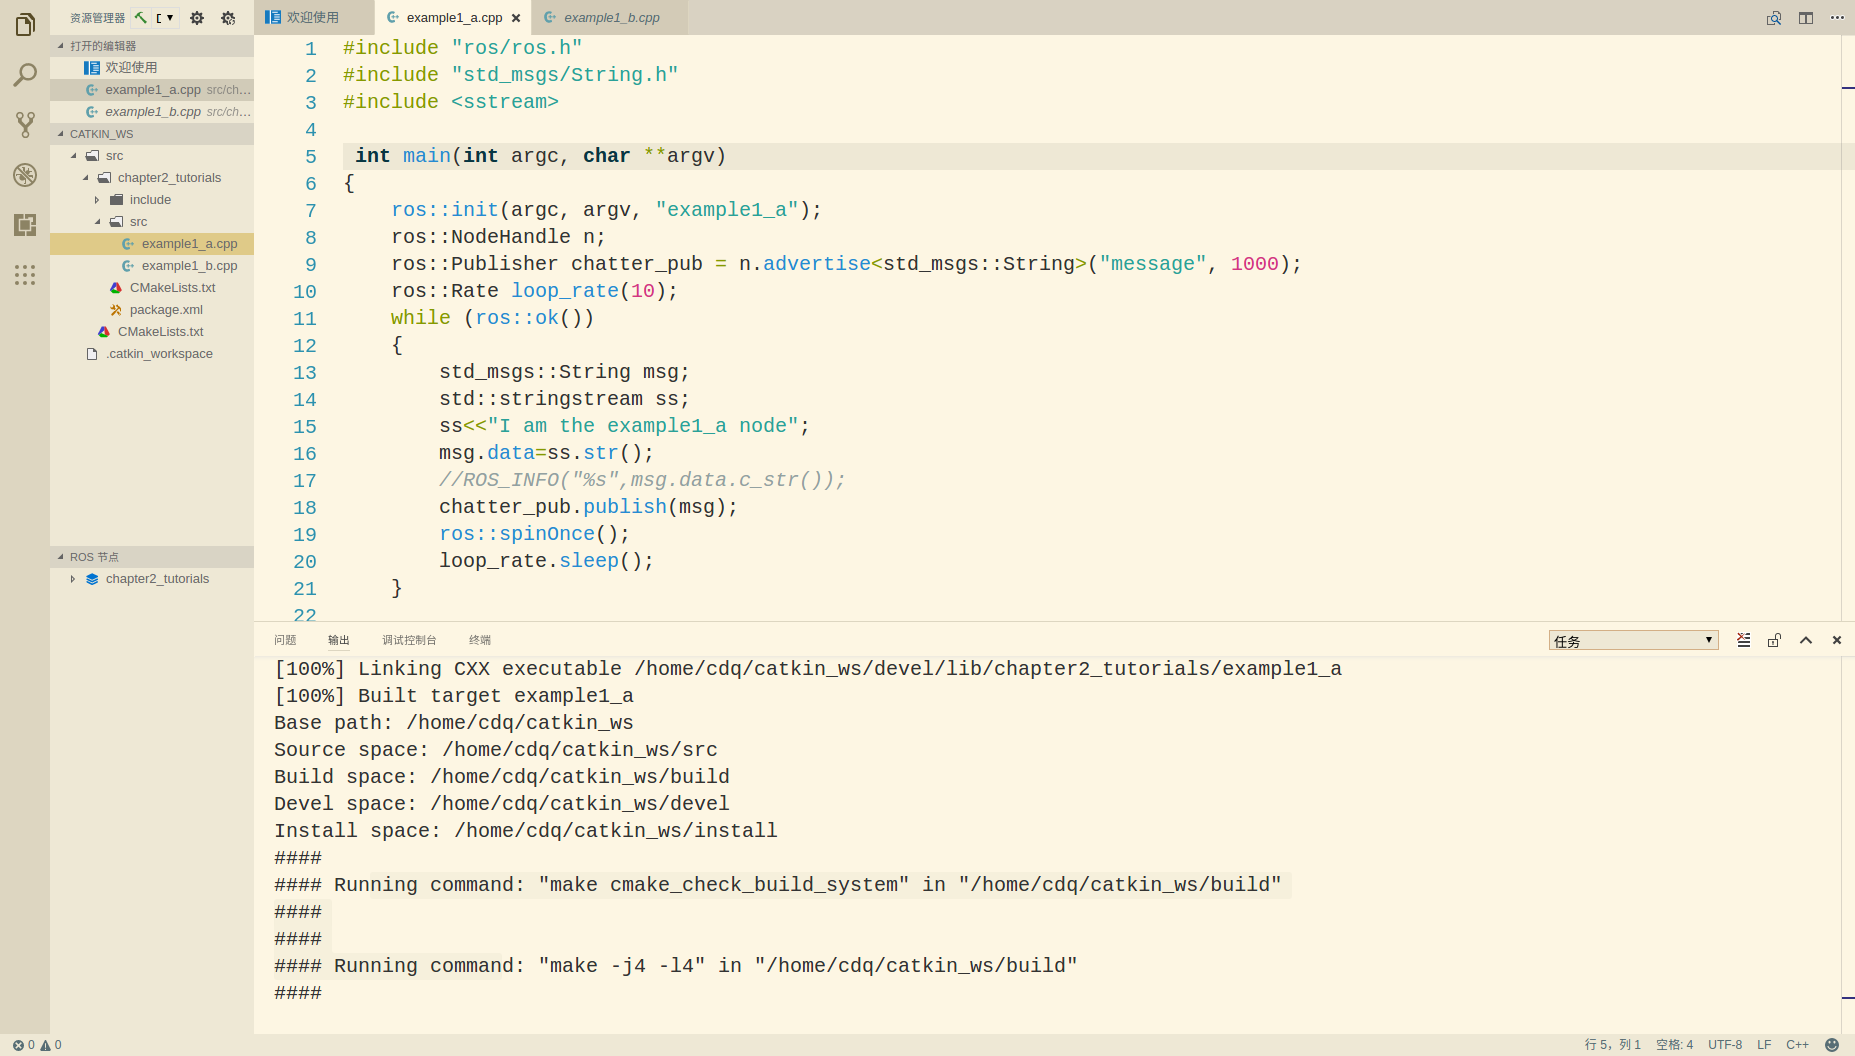 资源管理器
欢迎使用
example1_a.cpp
example1_b.cpp
打开的编辑器
欢迎使用
example1_a.cpp src/ch...
example1_b.cpp src/ch...
CATKIN_WS
src
chapter2_tutorials
include
src
example1_a.cpp
example1_b.cpp
CMakeLists.txt
package.xml
CMakeLists.txt
.catkin_workspace
ROS 节点
chapter2_tutorials
1 #include "ros/ros.h"
2 #include "std_msgs/String.h"
3 #include <sstream>
4
5 int main(int argc, char **argv)
6 {
7 ros::init(argc, argv, "example1_a");
8 ros::NodeHandle n;
9 ros::Publisher chatter_pub = n.advertise<std_msgs::String>("message", 1000);
10 ros::Rate loop_rate(10);
11 while (ros::ok())
12 {
13 std_msgs::String msg;
14 std::stringstream ss;
15 ss<<"I am the example1_a node";
16 msg.data=ss.str();
17 //ROS_INFO("%s",msg.data.c_str());
18 chatter_pub.publish(msg);
19 ros::spinOnce();
20 loop_rate.sleep();
21 }
22
问题 输出 调试控制台 终端
任务
[100%] Linking CXX executable /home/cdq/catkin_ws/devel/lib/chapter2_tutorials/example1_a
[100%] Built target example1_a
Base path: /home/cdq/catkin_ws
Source space: /home/cdq/catkin_ws/src
Build space: /home/cdq/catkin_ws/build
Devel space: /home/cdq/catkin_ws/devel
Install space: /home/cdq/catkin_ws/install
####
#### Running command: "make cmake_check_build_system" in "/home/cdq/catkin_ws/build"
####
####
#### Running command: "make -j4 -l4" in "/home/cdq/catkin_ws/build"
####
0 0
行 5，列 1 空格: 4 UTF-8 LF C++